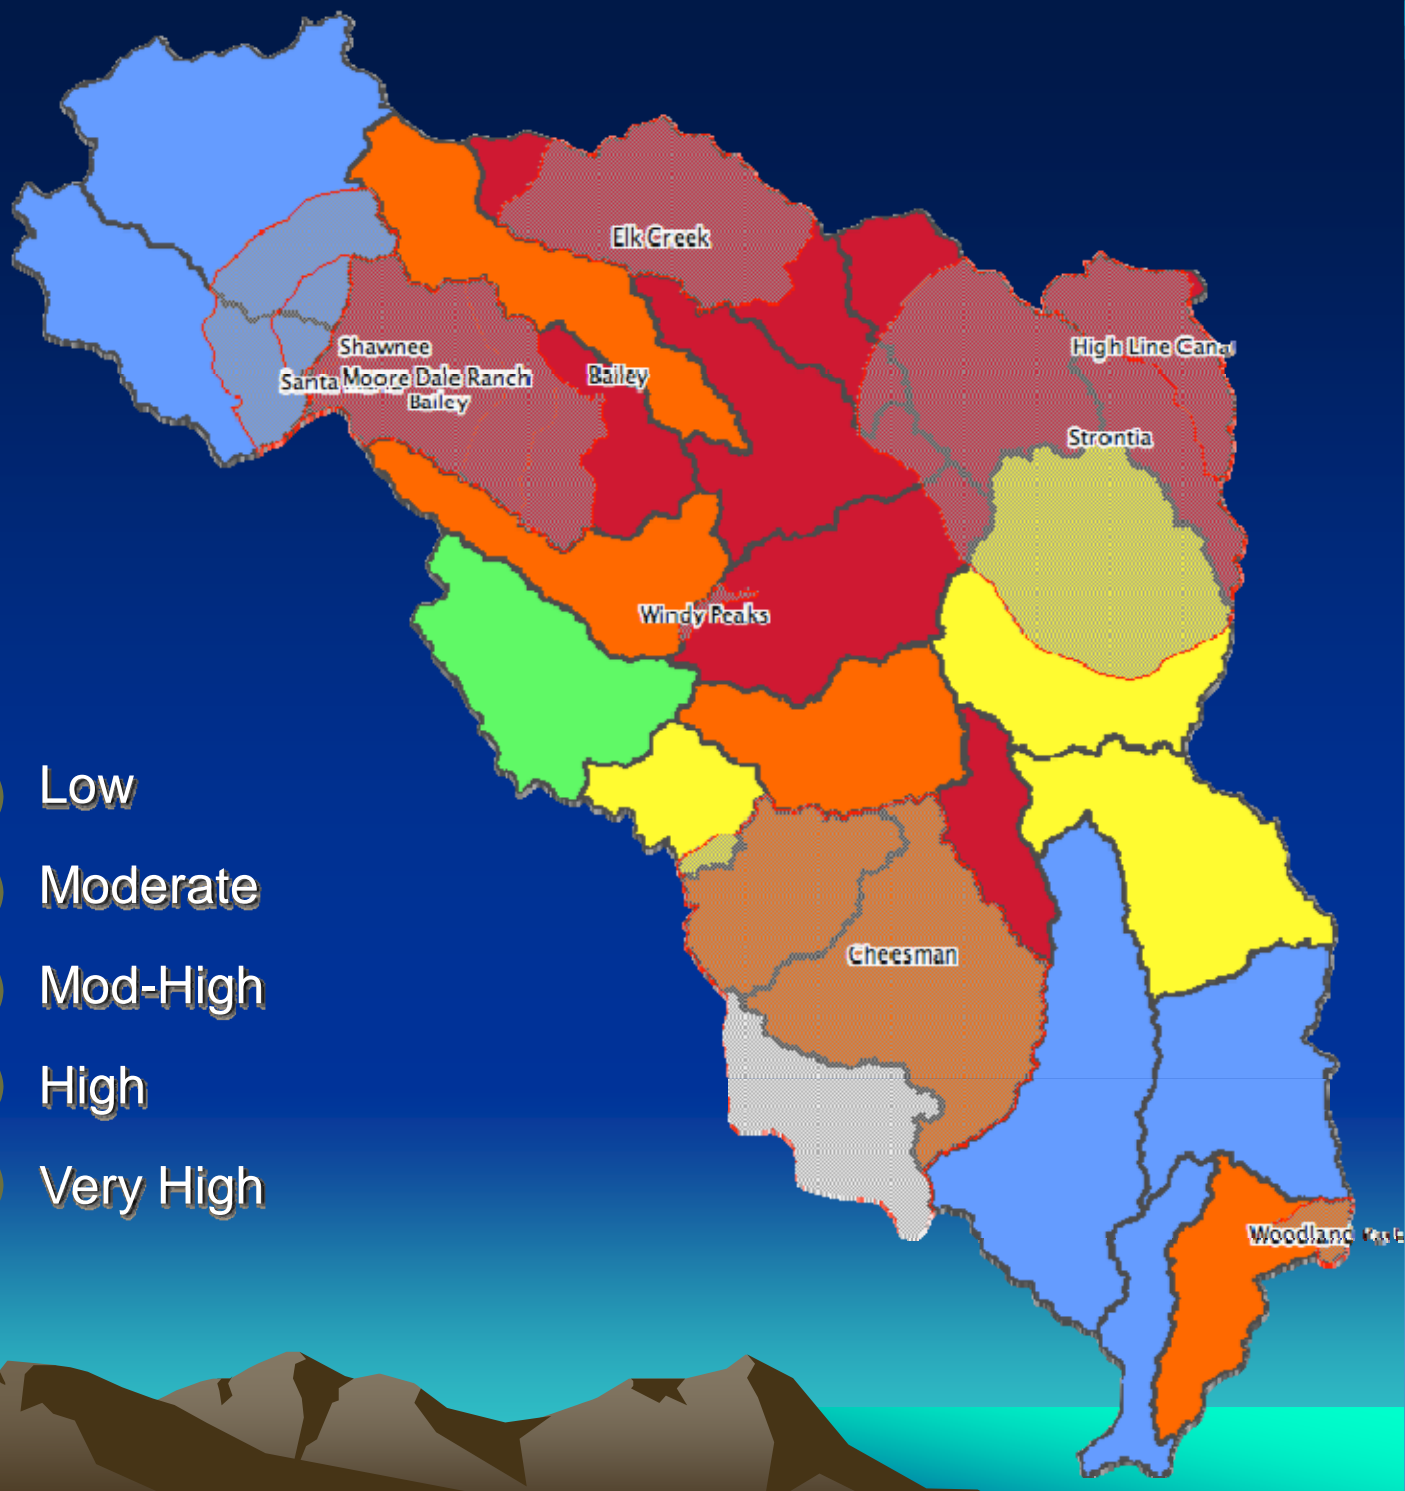 Elk Creek
Shawnee
High Line Canal
Santa
Moore Dale Ranch
Bailey
Bailey
Strontia
Windy Peaks
Low
Moderate
Mod-High
Cheesman
High
Very High
Woodland